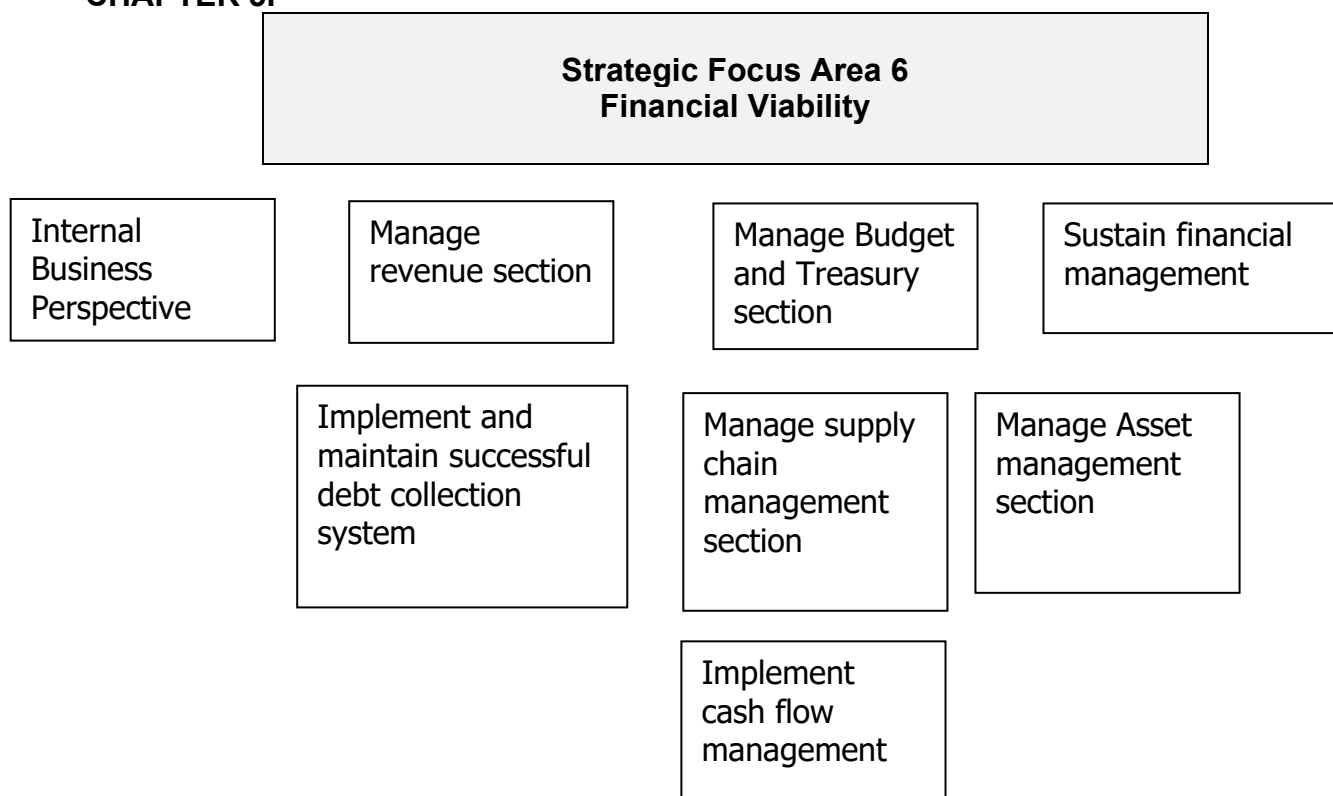 Strategic Focus Area 6
Financial Viability
Internal
Business
Perspective
Manage
revenue section
Manage Budget
and Treasury
section
Sustain financial
management
Implement and
maintain successful
debt collection
system
Manage supply
chain
management
section
Manage Asset
management
section
Implement
cash flow
management